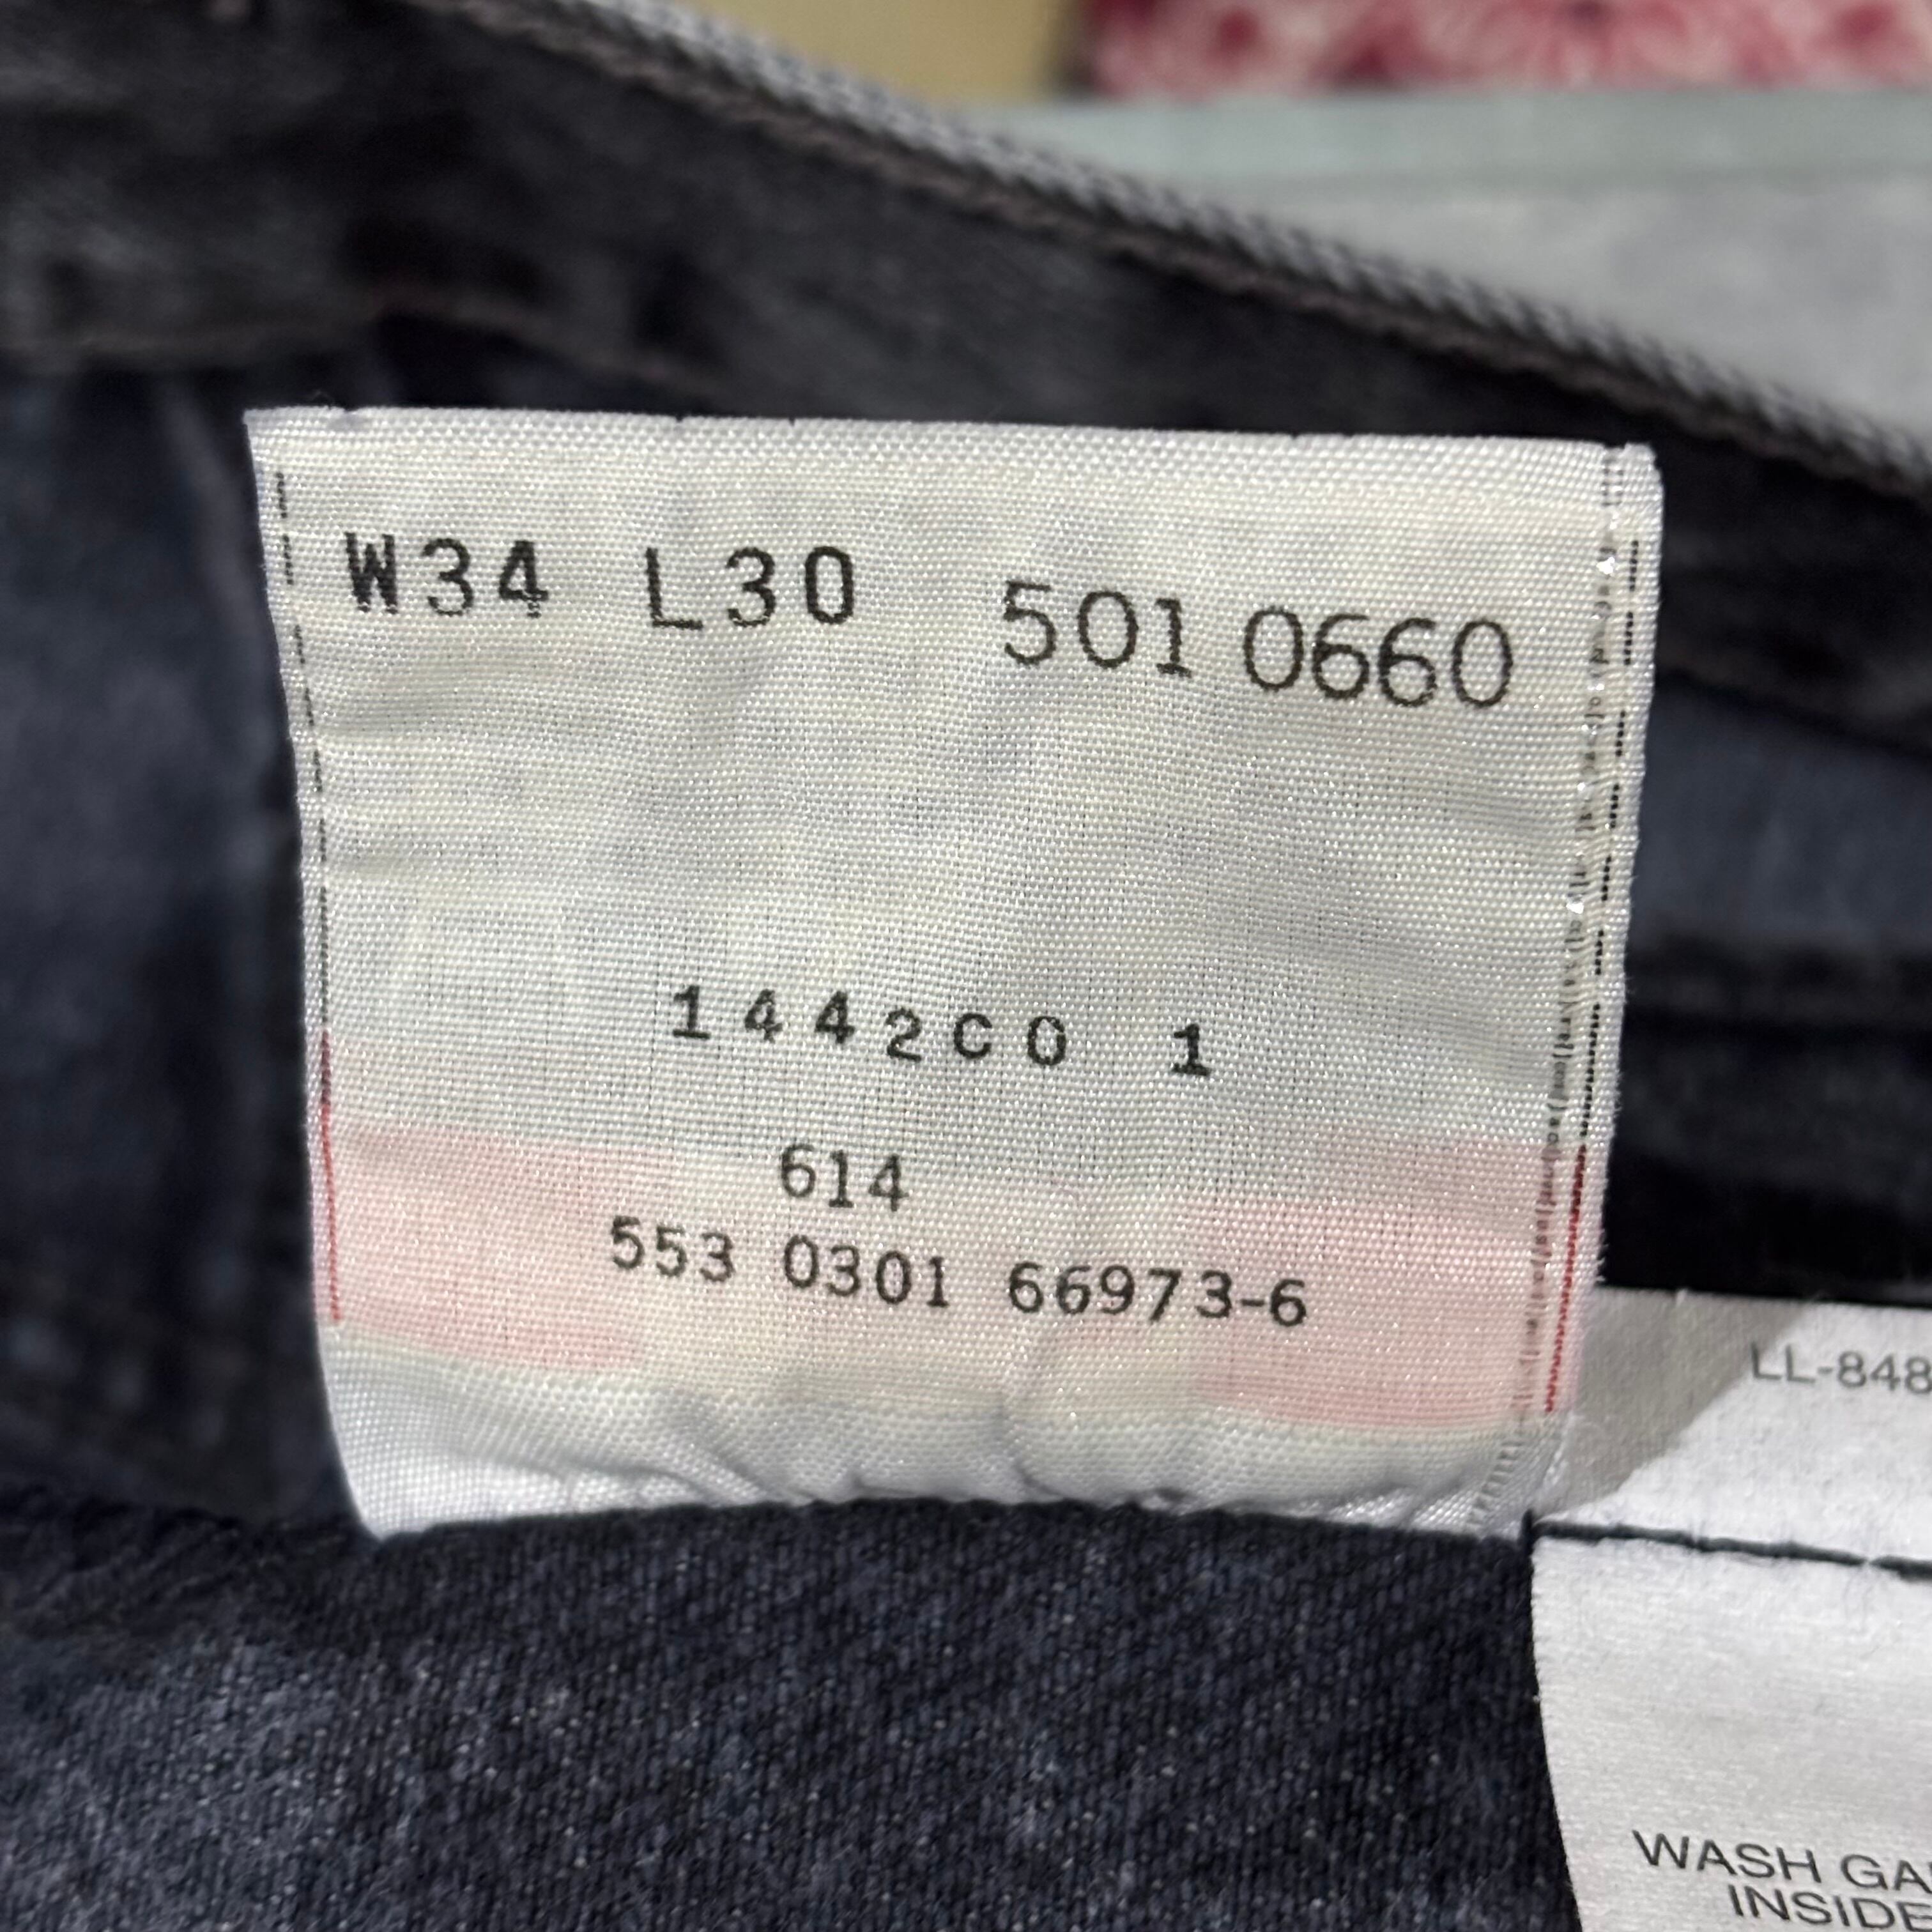 W34 L30 501 0660
1442C0 1
614
553 0301 66973-6
LL-848
WASH GA
INSIDE